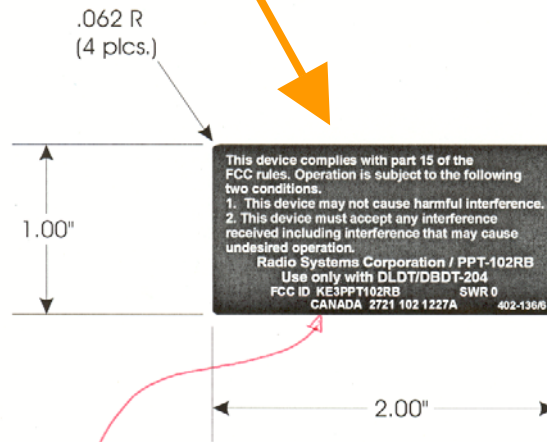 .062 R
(4 plcs.)
1.00"
This device complies with part 15 of the
FCC rules. Operation is subject to the following
two conditions.
1. This device may not cause harmful interference.
2. This device must accept any interference
received including interference that may cause
undesired operation.
Radio Systems Corporation / PPT-102RB
Use only with DLDT/DBDT-204
FCC ID KE3PPT102RB SWR 0
CANADA 2721 102 1227A 402-136/6
2.00"